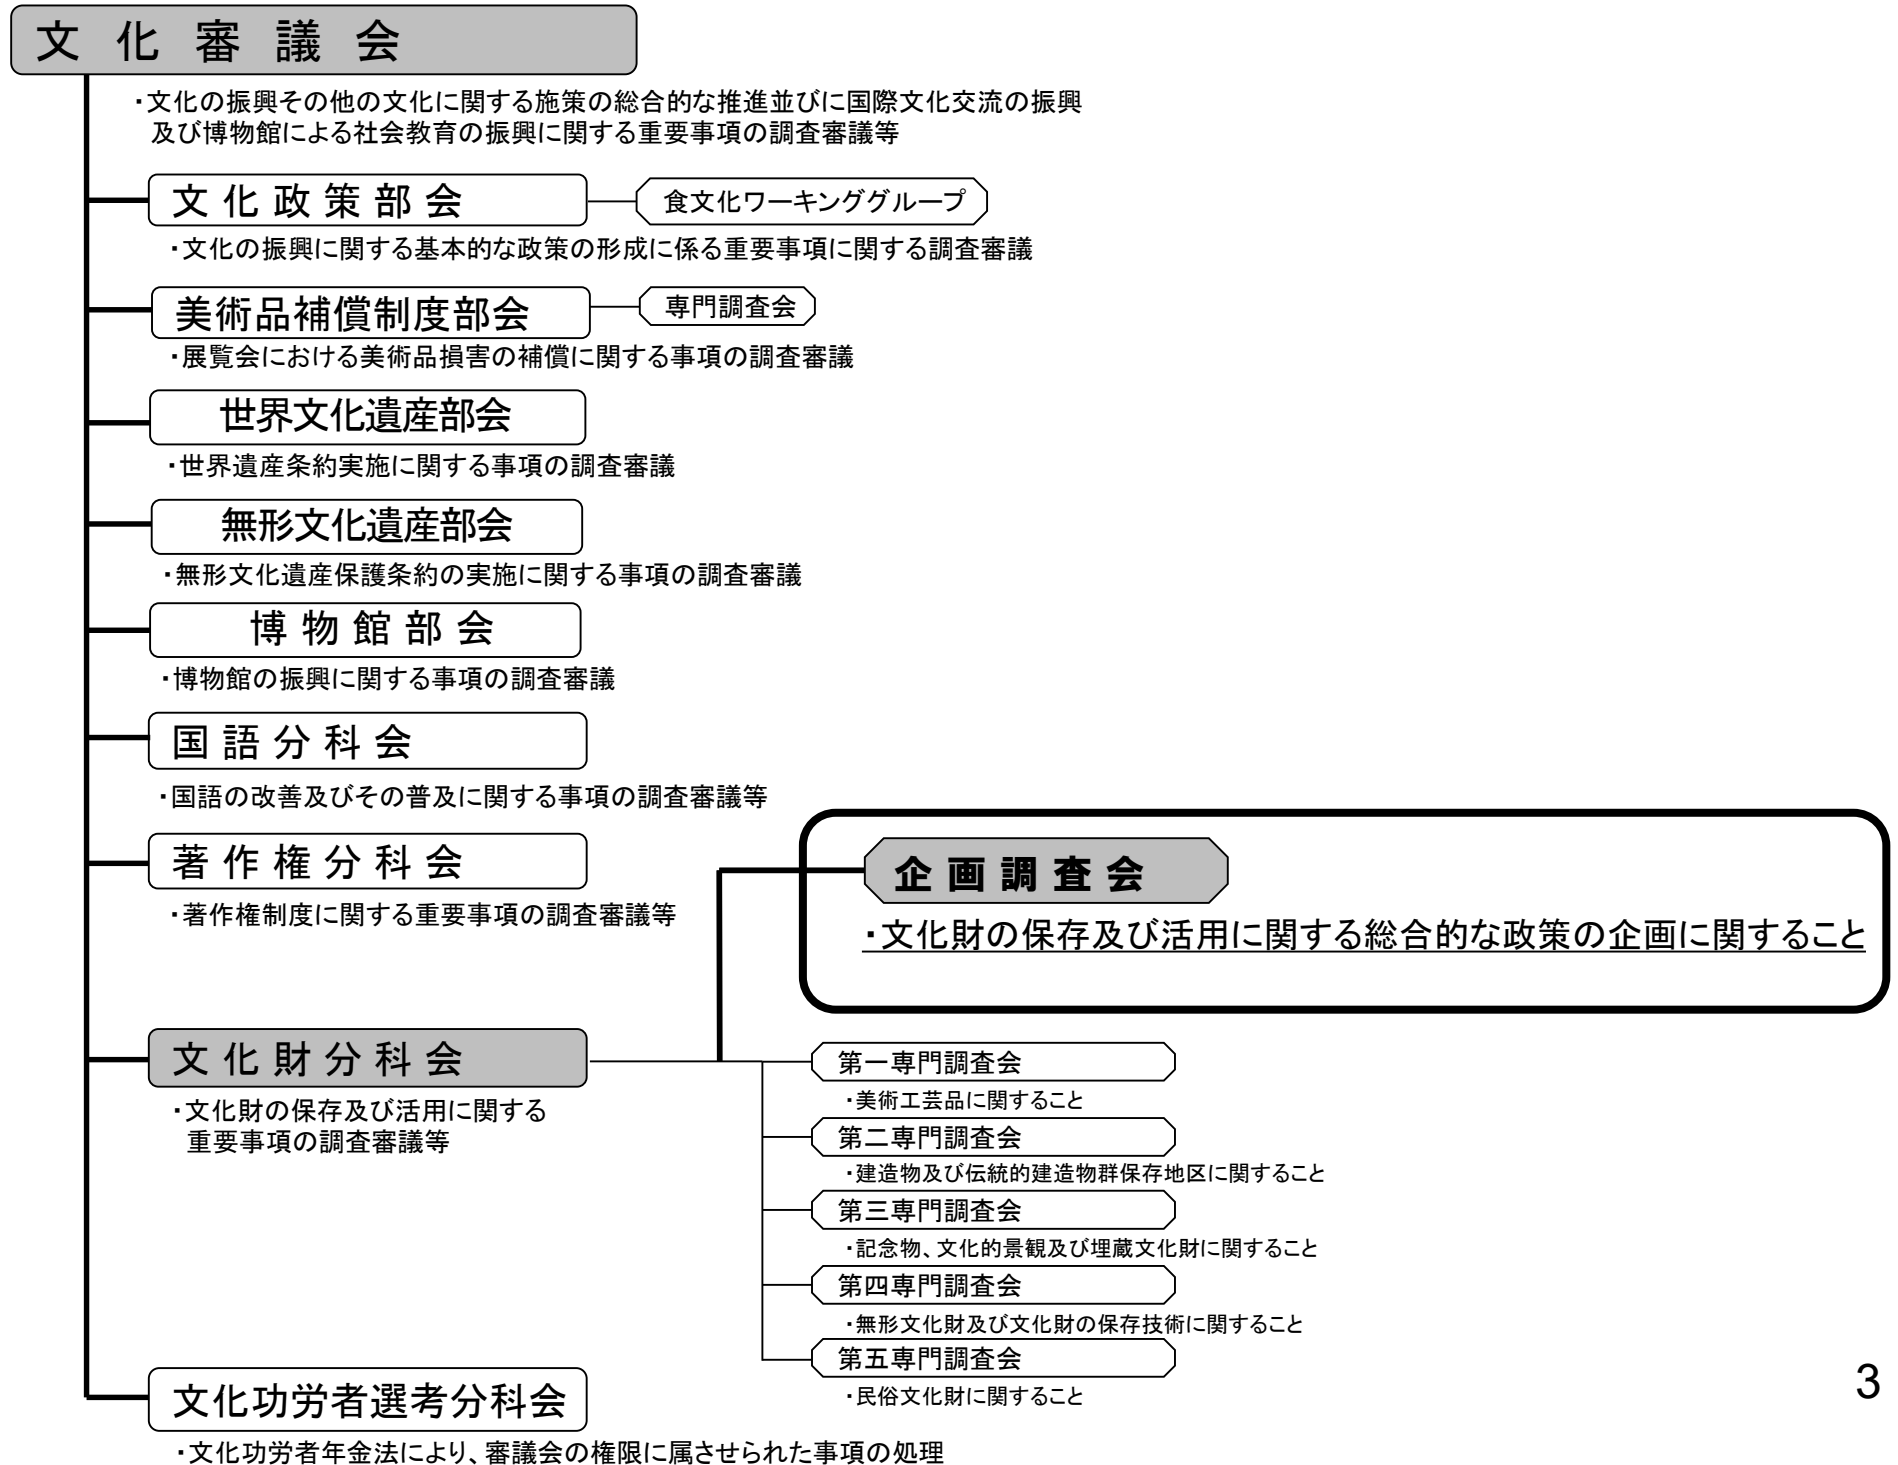 文化審議会
・文化の振興その他の文化に関する施策の総合的な推進並びに国際文化交流の振興
及び博物館による社会教育の振興に関する重要事項の調査審議等
文化政策部会
食文化ワーキンググループ
・文化の振興に関する基本的な政策の形成に係る重要事項に関する調査審議
美術品補償制度部会
専門調査会
・展覧会における美術品損害の補償に関する事項の調査審議
世界文化遺産部会
・世界遺産条約実施に関する事項の調査審議
無形文化遺産部会
・無形文化遺産保護条約の実施に関する事項の調査審議
博物館部会
・博物館の振興に関する事項の調査審議
国語分科会
・国語の改善及びその普及に関する事項の調査審議等
著作権分科会
・著作権制度に関する重要事項の調査審議等
企画調査会
・文化財の保存及び活用に関する総合的な政策の企画に関すること
文化財分科会
・文化財の保存及び活用に関する
重要事項の調査審議等
第一専門調査会
・美術工芸品に関すること
第二専門調査会
・建造物及び伝統的建造物群保存地区に関すること
第三専門調査会
・記念物、文化的景観及び埋蔵文化財に関すること
第四専門調査会
・無形文化財及び文化財の保存技術に関すること
第五専門調査会
・民俗文化財に関すること
文化功労者選考分科会
・文化功労者年金法により、審議会の権限に属させられた事項の処理
3